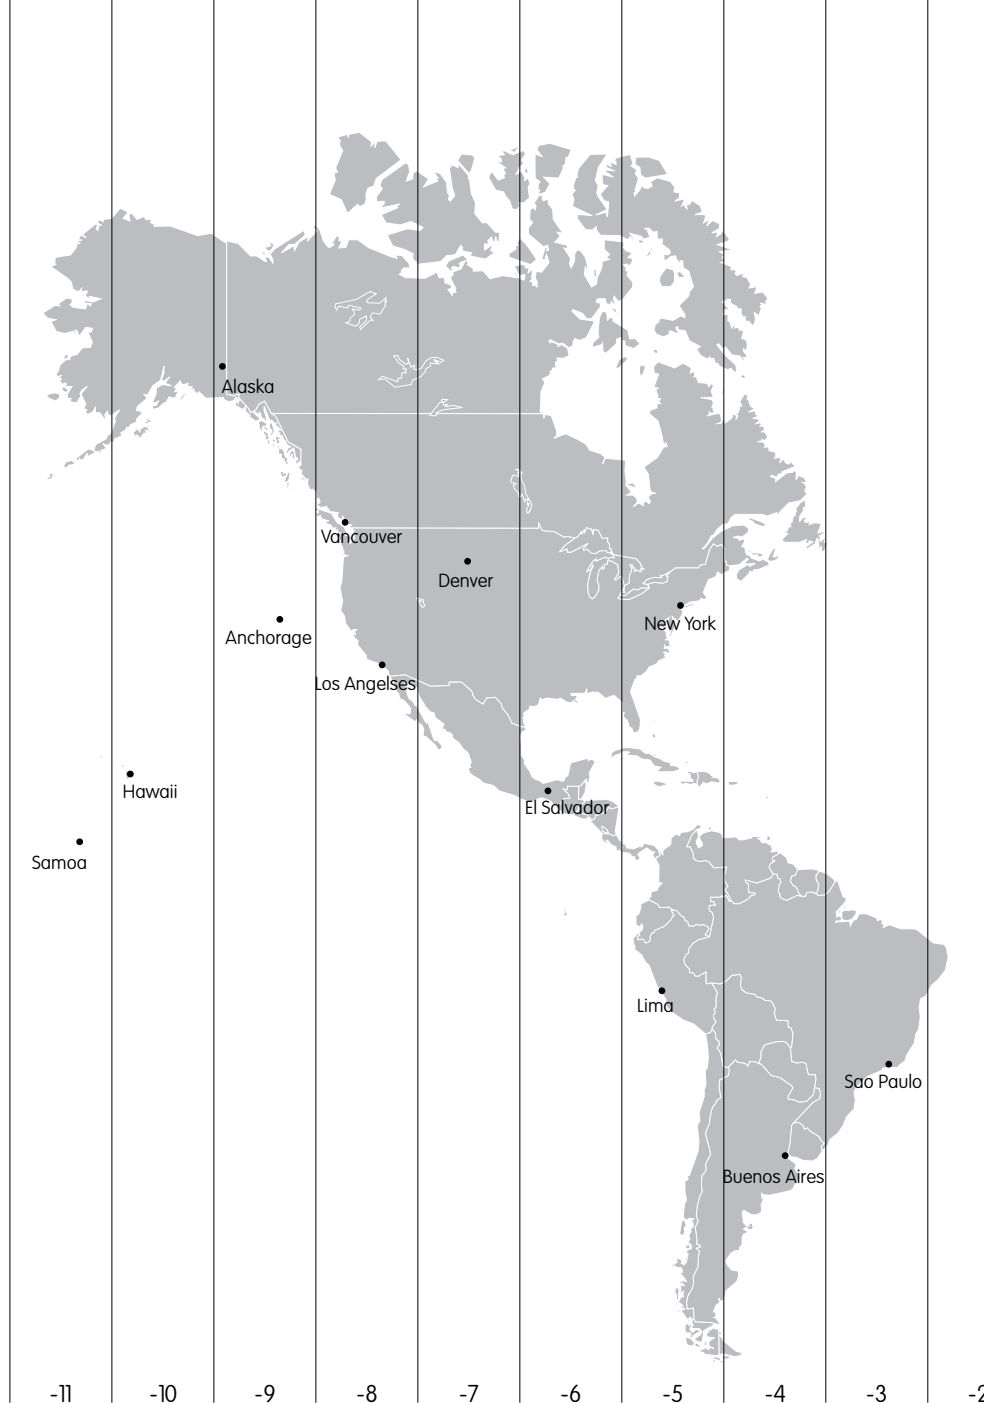 Alaska
Vancouver
Denver
New York
Anchorage
Los Angelses
Hawaii
El Salvador
Samoa
Lima
Sao Paulo
Buenos Aires
-11 -10 -9 -8 -7 -6 -5 -4 -3 -2